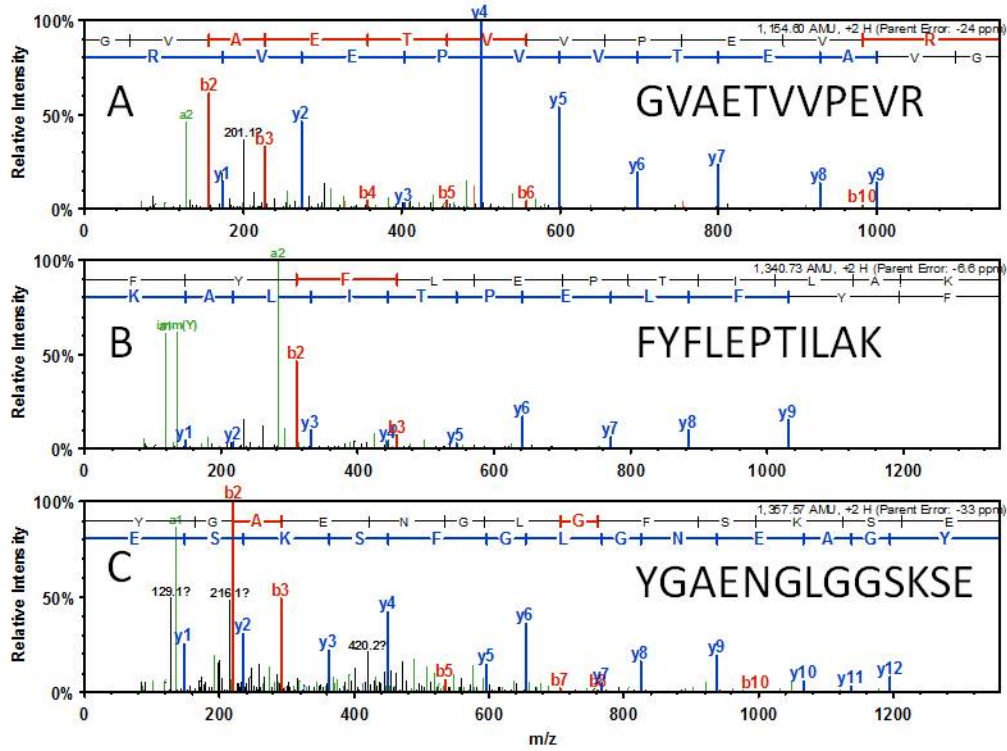 100%
y4
1,154.60 AMU, +2 H (Parent Error: -24 ppm)
G V A E T V V P E V R
R V E P V V T E A V G
A
GVAETVVPEVR
b2
a2
y2
y5
50%
201.1?
b3
y7
y6
y1
y8
y9
b4
y3
b5
b6
b10
0%
0 200 400 600 800 1000
Relative Intensity
100%
a2
1,340.73 AMU, +2 H (Parent Error: -6.6 ppm)
F Y F L E P T I L A K
K A L I T P E L F Y F
imm(Y)
B
FYFLEPTILAK
b2
50%
y3
y6
y9
y1
y2
y4
b3
y5
y7
y8
0%
0 200 400 600 800 1000 1200
Relative Intensity
b2
100%
1,357.57 AMU, +2 H (Parent Error: -33 ppm)
Y G A E N G L G F S K S E
a1
E S K S F G L G N E A G Y
C
YGAENGLGGSKSE
129.1?
216.1?
b3
50%
y4
y1
y2
y3
420.2?
y6
y5
y8
y9
b5
b7
y7
b8
b10
y10
y11
y12
0%
0 200 400 600 800 1000 1200
Relative Intensity
m/z